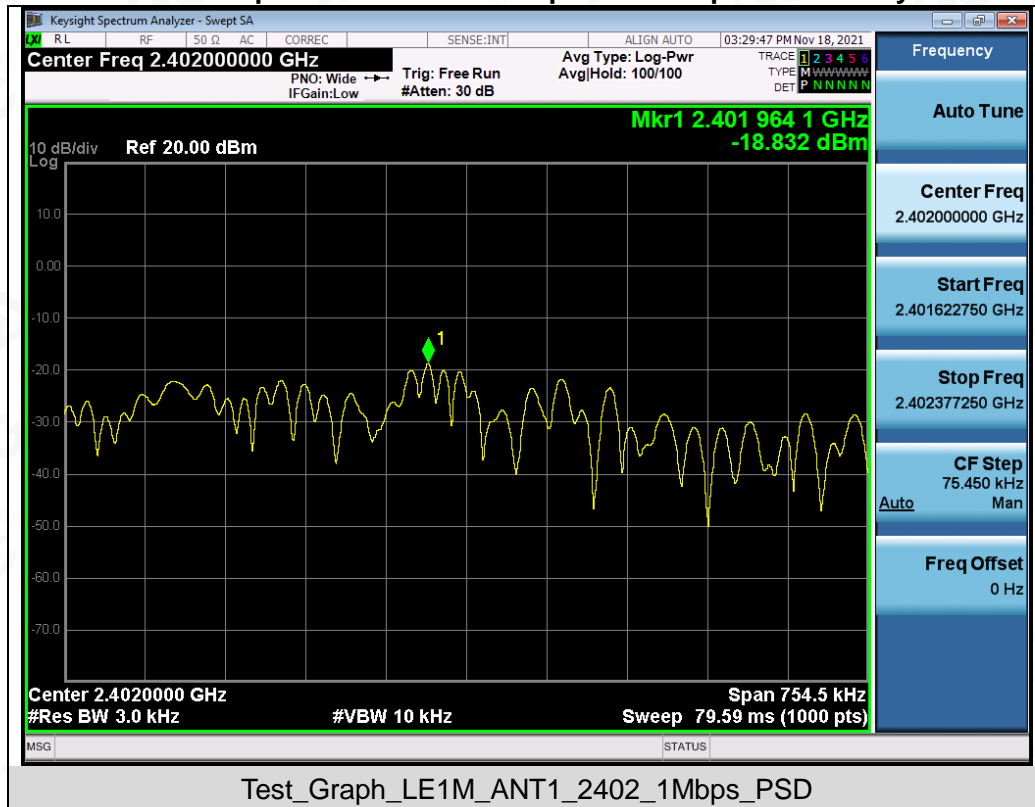 Keysight Spectrum Analyzer - Swept SA
LXI RL RF 50 Ω AC CORREC SENSE:INT ALIGN AUTO 03:29:47 PM Nov 18, 2021
Center Freq 2.402000000 GHz
PNO: Wide
IFGain:Low
Trig: Free Run
#Atten: 30 dB
Avg Type: Log-Pwr
Avg|Hold: 100/100
TRACE 1 2 3 4 5 6
TYPE M WWWWW
DET P N N N N N
Mkr1 2.401 964 1 GHz
-18.832 dBm
10 dB/div Ref 20.00 dBm
Log
10.0
0.00
-10.0
-20.0
-30.0
-40.0
-50.0
-60.0
-70.0
1
Center 2.4020000 GHz
Span 754.5 kHz
#Res BW 3.0 kHz
#VBW 10 kHz
Sweep 79.59 ms (1000 pts)
MSG
STATUS
Frequency
Auto Tune
Center Freq
2.402000000 GHz
Start Freq
2.401622750 GHz
Stop Freq
2.402377250 GHz
CF Step
75.450 kHz
Auto Man
Freq Offset
0 Hz
Test_Graph_LE1M_ANT1_2402_1Mbps_PSD